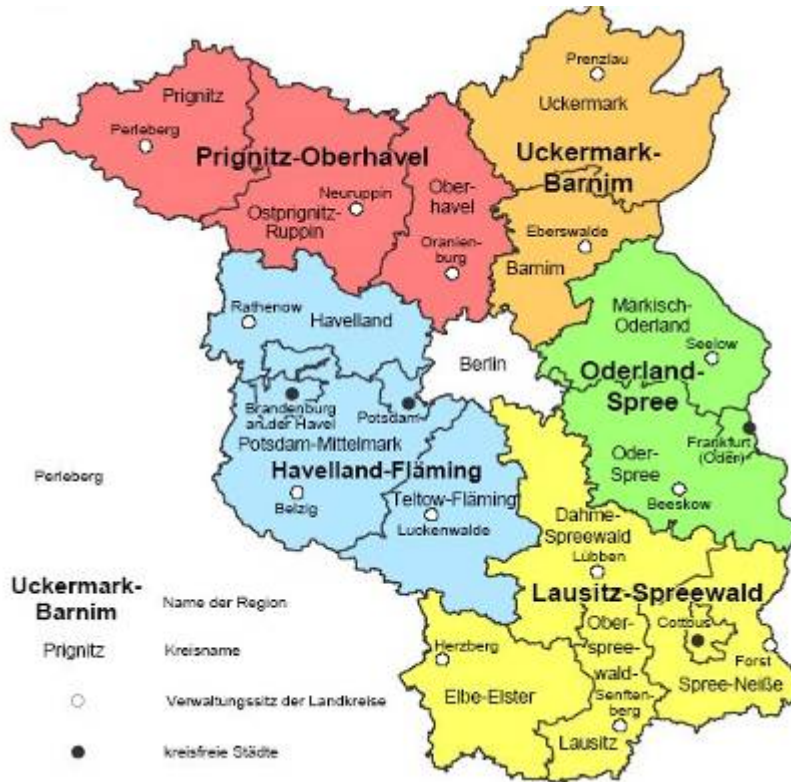 Prenzlau
Prignitz
Uckermark
Perleberg
Prignitz-Oberhavel
Uckermark-
Barnim
Neuruppin
Ober-
havel
Ostprignitz-
Ruppin
Oranien-
burg
Eberswalde
Barnim
Rathenow
Havelland
Märkisch-
Oderland
Seelow
Berlin
Oderland-
Spree
Brandenburg
an der Havel
Potsdam
Potsdam-Mittelmark
Frankfurt
(Oden)
Oder-
Spree
Havelland-Fläming
Perleberg
Belzig
Teltow-Fläming
Luckenwalde
Beeskow
Dahme-
Spreewald
Lübben
Lausitz-Spreewald
Uckermark-
Barnim
Name der Region
Ober-
spree-
wald-
Cottbus
Herzberg
Forst
Prignitz
Kreisname
Elbe-Elster
Senften-
berg
Spree-Neiße
Verwaltungssitz der Landkreise
Lausitz
kreisfreie Städte